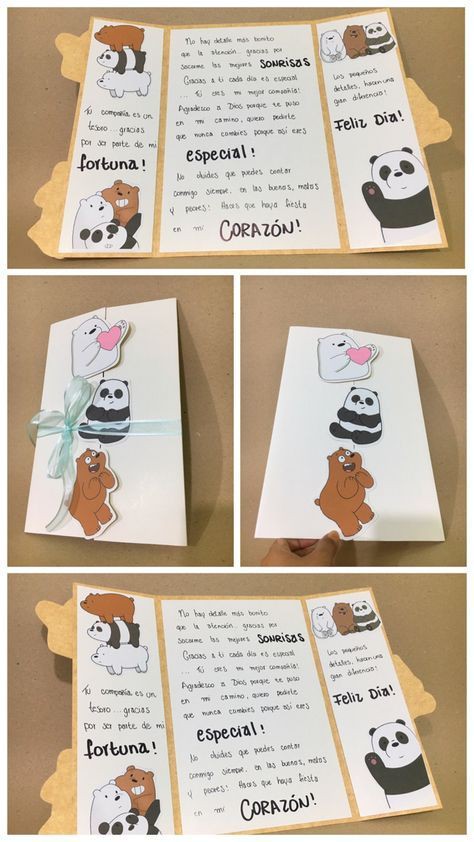 Tú compañía es un
tesoro ...gracias
por ser parte de mi
fortuna!
No hay detalle más bonito
que la atención... gracias por
sacarme las mejores SONRISAS
Gracias a ti cada día es especial
... Tú eres mi mejor compañía!
Agradezco a Dios porque te puso
en mi camino, quiero pedirte
que nunca cambies porque así eres
especial!
No olvides que puedes contar
conmigo siempre, en las buenas, malas
y peores! Haces que haya fiesta
en mi CORAZÓN!
Los pequeños
detalles, hacen una
gran diferencia!
Feliz Día!
Tú compañía es un
tesoro ...gracias
por ser parte de mi
fortuna!
No hay detalle más bonito
que la atención... gracias por
sacarme las mejores SONRISAS
Gracias a ti cada día es especial
... Tú eres mi mejor compañía!
Agradezco a Dios porque te puso
en mi camino, quiero pedirte
que nunca cambies porque así eres
especial!
No olvides que puedes contar
conmigo siempre, en las buenas, malas
y peores! Haces que haya fiesta
en mi CORAZÓN!
Los pequeños
detalles, hacen una
gran diferencia!
Feliz Día!